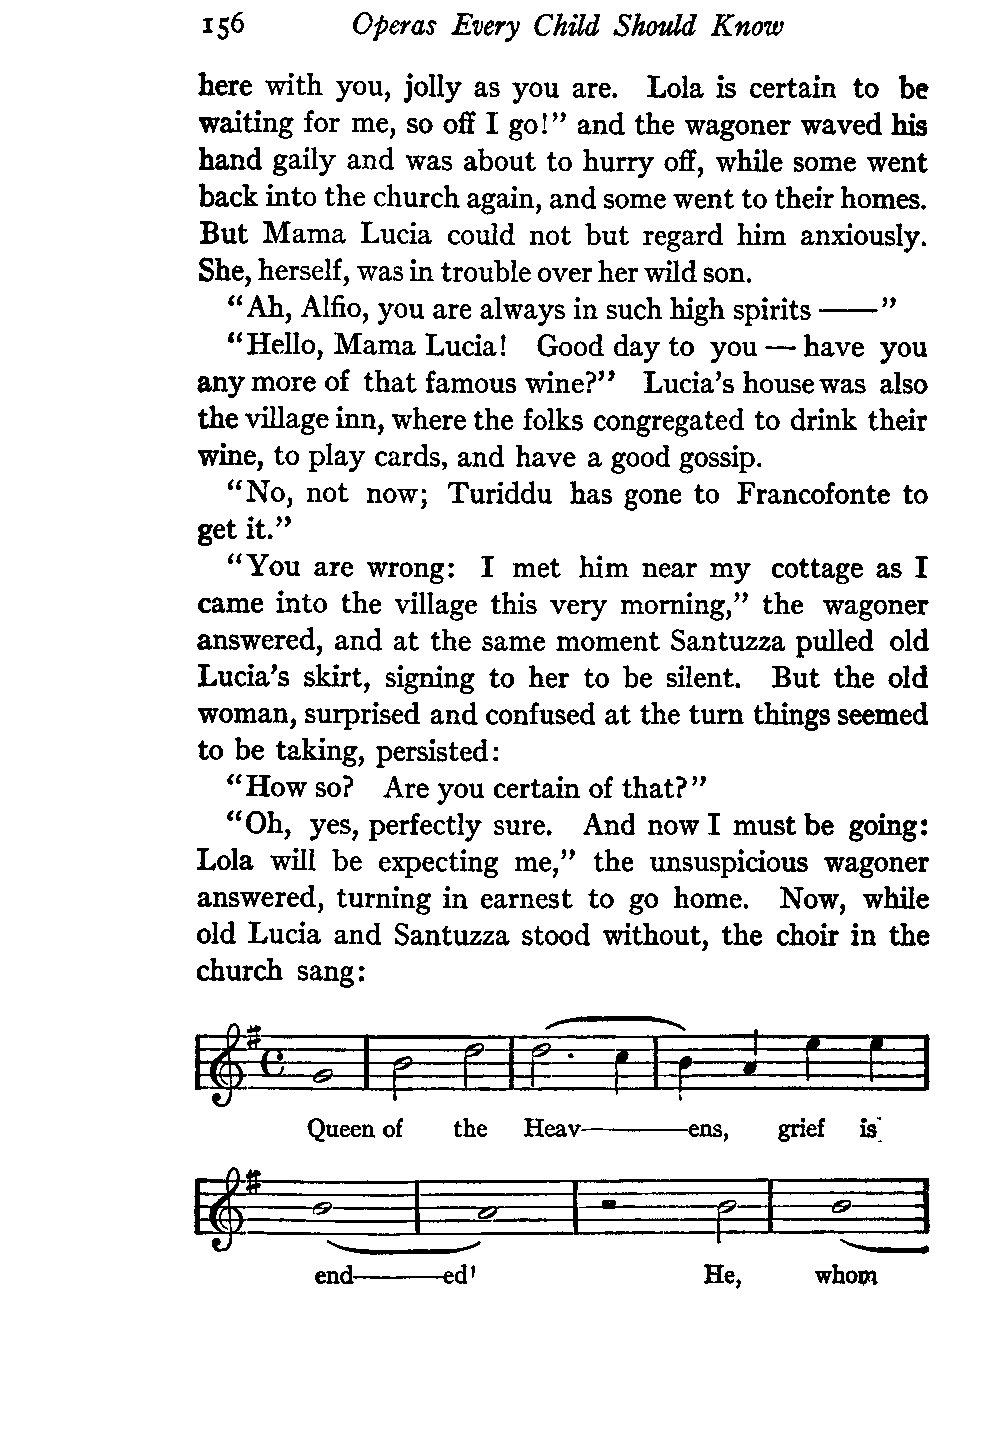 156 Operas Every Child Should Know
here with you, jolly as you are. Lola is certain to be
waiting for me, so off I go!" and the wagoner waved his
hand gaily and was about to hurry off, while some went
back into the church again, and some went to their homes.
But Mama Lucia could not but regard him anxiously.
She, herself, was in trouble over her wild son.
"Ah, Alfio, you are always in such high spirits ——"
"Hello, Mama Lucia! Good day to you — have you
any more of that famous wine?" Lucia's house was also
the village inn, where the folks congregated to drink their
wine, to play cards, and have a good gossip.
"No, not now; Turiddu has gone to Francofonte to
get it."
"You are wrong: I met him near my cottage as I
came into the village this very morning," the wagoner
answered, and at the same moment Santuzza pulled old
Lucia's skirt, signing to her to be silent. But the old
woman, surprised and confused at the turn things seemed
to be taking, persisted:
"How so? Are you certain of that?"
"Oh, yes, perfectly sure. And now I must be going:
Lola will be expecting me," the unsuspicious wagoner
answered, turning in earnest to go home. Now, while
old Lucia and Santuzza stood without, the choir in the
church sang:
Queen of the Heav———ens, grief is
end———ed' He, whom